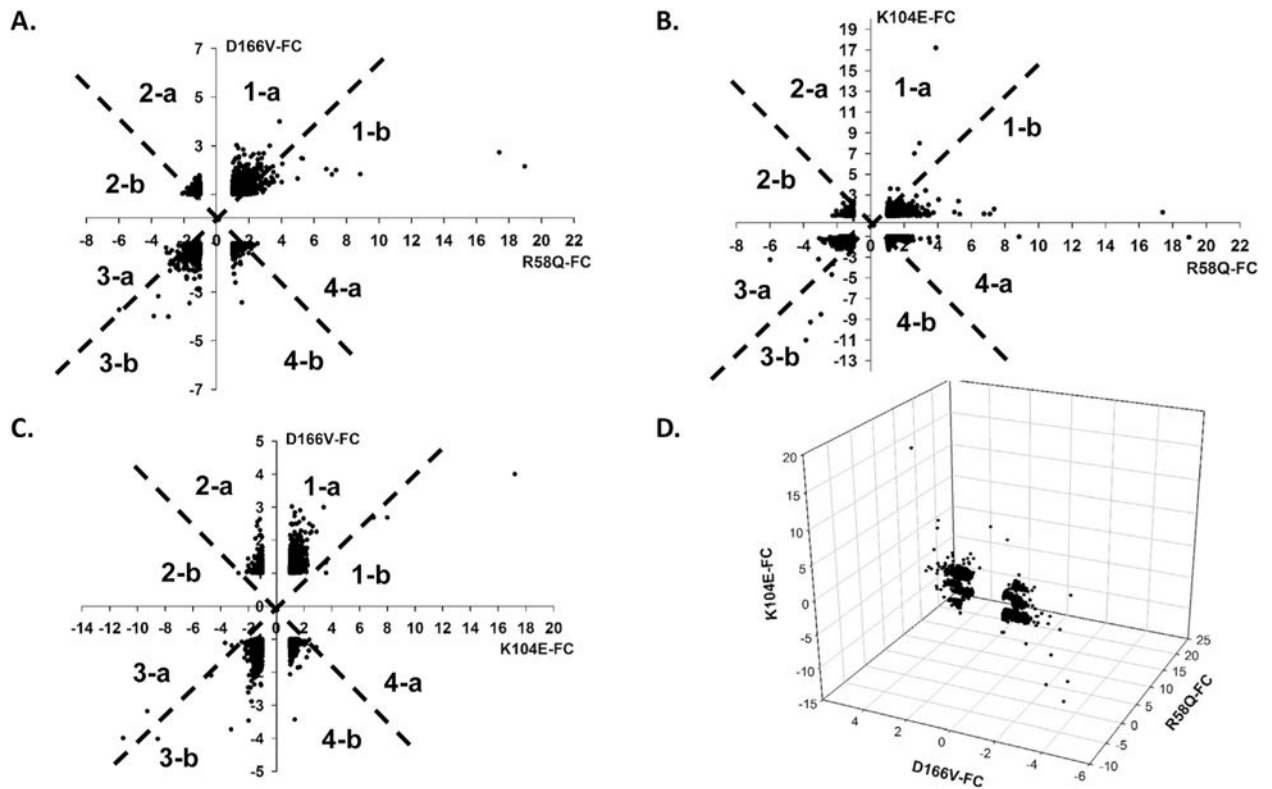 A.
D166V-FC
7
5
3
1
-1
-3
-5
-7
-8 -6 -4 -2 0 2 4 6 8 10 12 14 16 18 20 22
R58Q-FC
2-a
1-a
1-b
2-b
3-a
4-a
3-b
4-b
B.
K104E-FC
19
17
15
13
11
9
7
5
3
1
-5
-7
-9
-11
-13
-8 -6 -4 -2 0 2 4 6 8 10 12 14 16 18 20 22
R58Q-FC
2-a
1-a
1-b
2-b
3-a
4-a
3-b
4-b
C.
D166V-FC
5
4
3
2
1
0
-1
-2
-3
-4
-5
-14 -12 -10 -8 -6 -4 -2 0 2 4 6 8 10 12 14 16 18 20
K104E-FC
2-a
1-a
2-b
1-b
3-a
4-a
3-b
4-b
D.
K104E-FC
20
15
10
5
0
-5
-10
-15
4 2 0 -2 -4 -6
D166V-FC
25
20
15
10
5
0
-5
-10
R58Q-FC